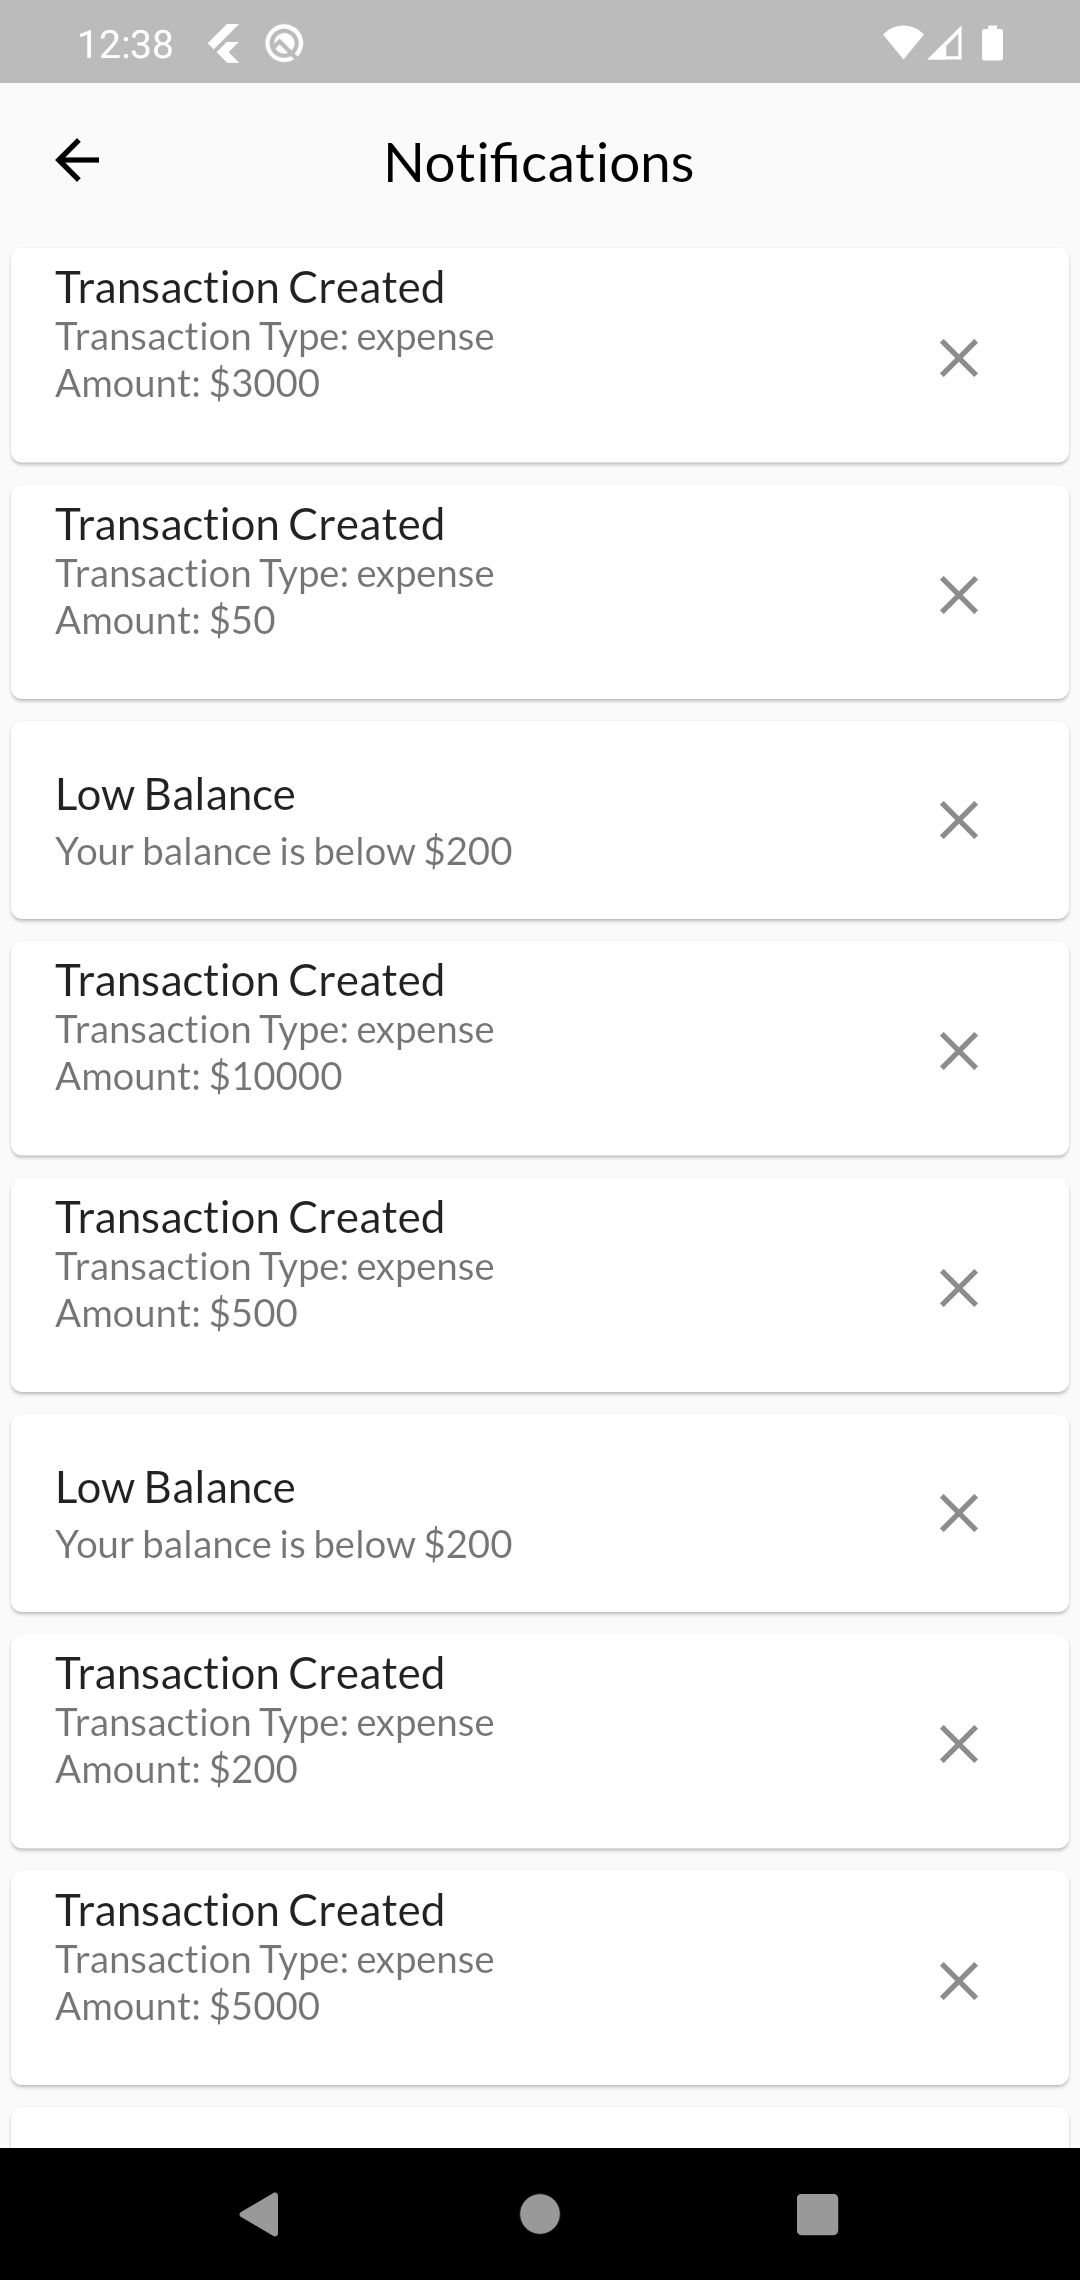 12:38
Notifications
Transaction Created
Transaction Type: expense
Amount: $3000
Transaction Created
Transaction Type: expense
Amount: $50
Low Balance
Your balance is below $200
Transaction Created
Transaction Type: expense
Amount: $10000
Transaction Created
Transaction Type: expense
Amount: $500
Low Balance
Your balance is below $200
Transaction Created
Transaction Type: expense
Amount: $200
Transaction Created
Transaction Type: expense
Amount: $5000